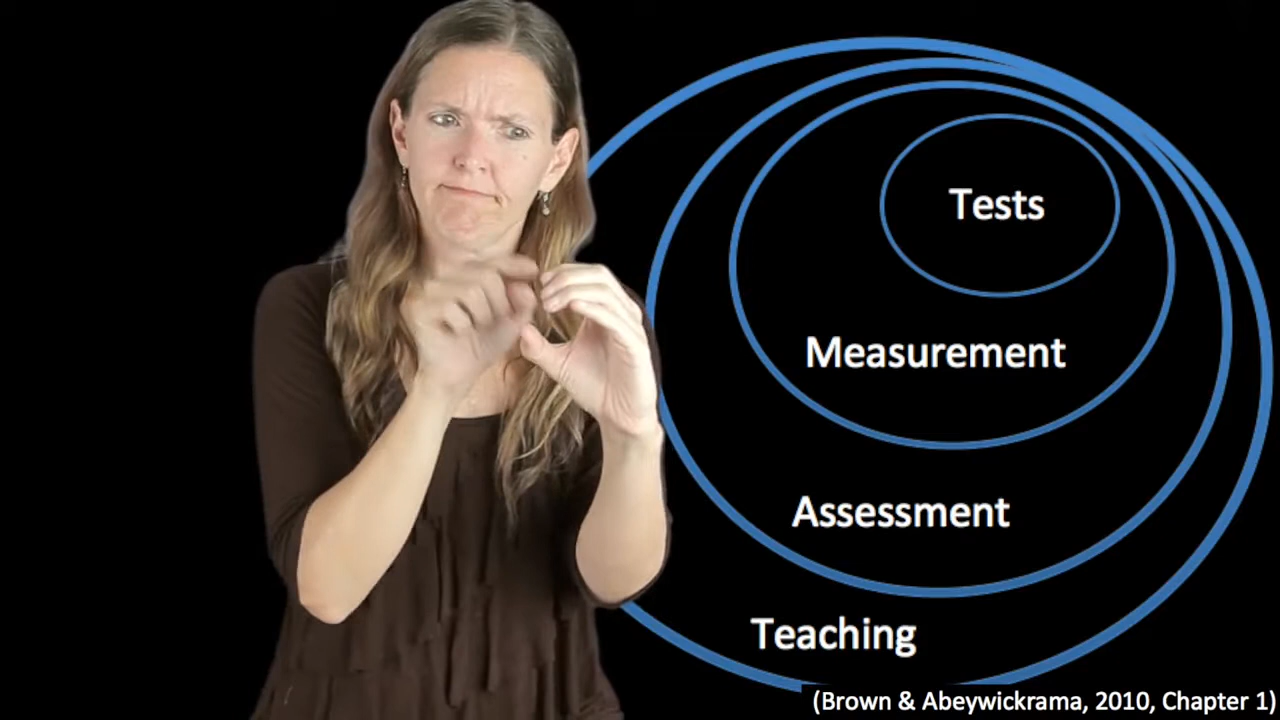 Tests
Measurement
Assessment
Teaching
(Brown & Abeywickrama, 2010, Chapter 1)